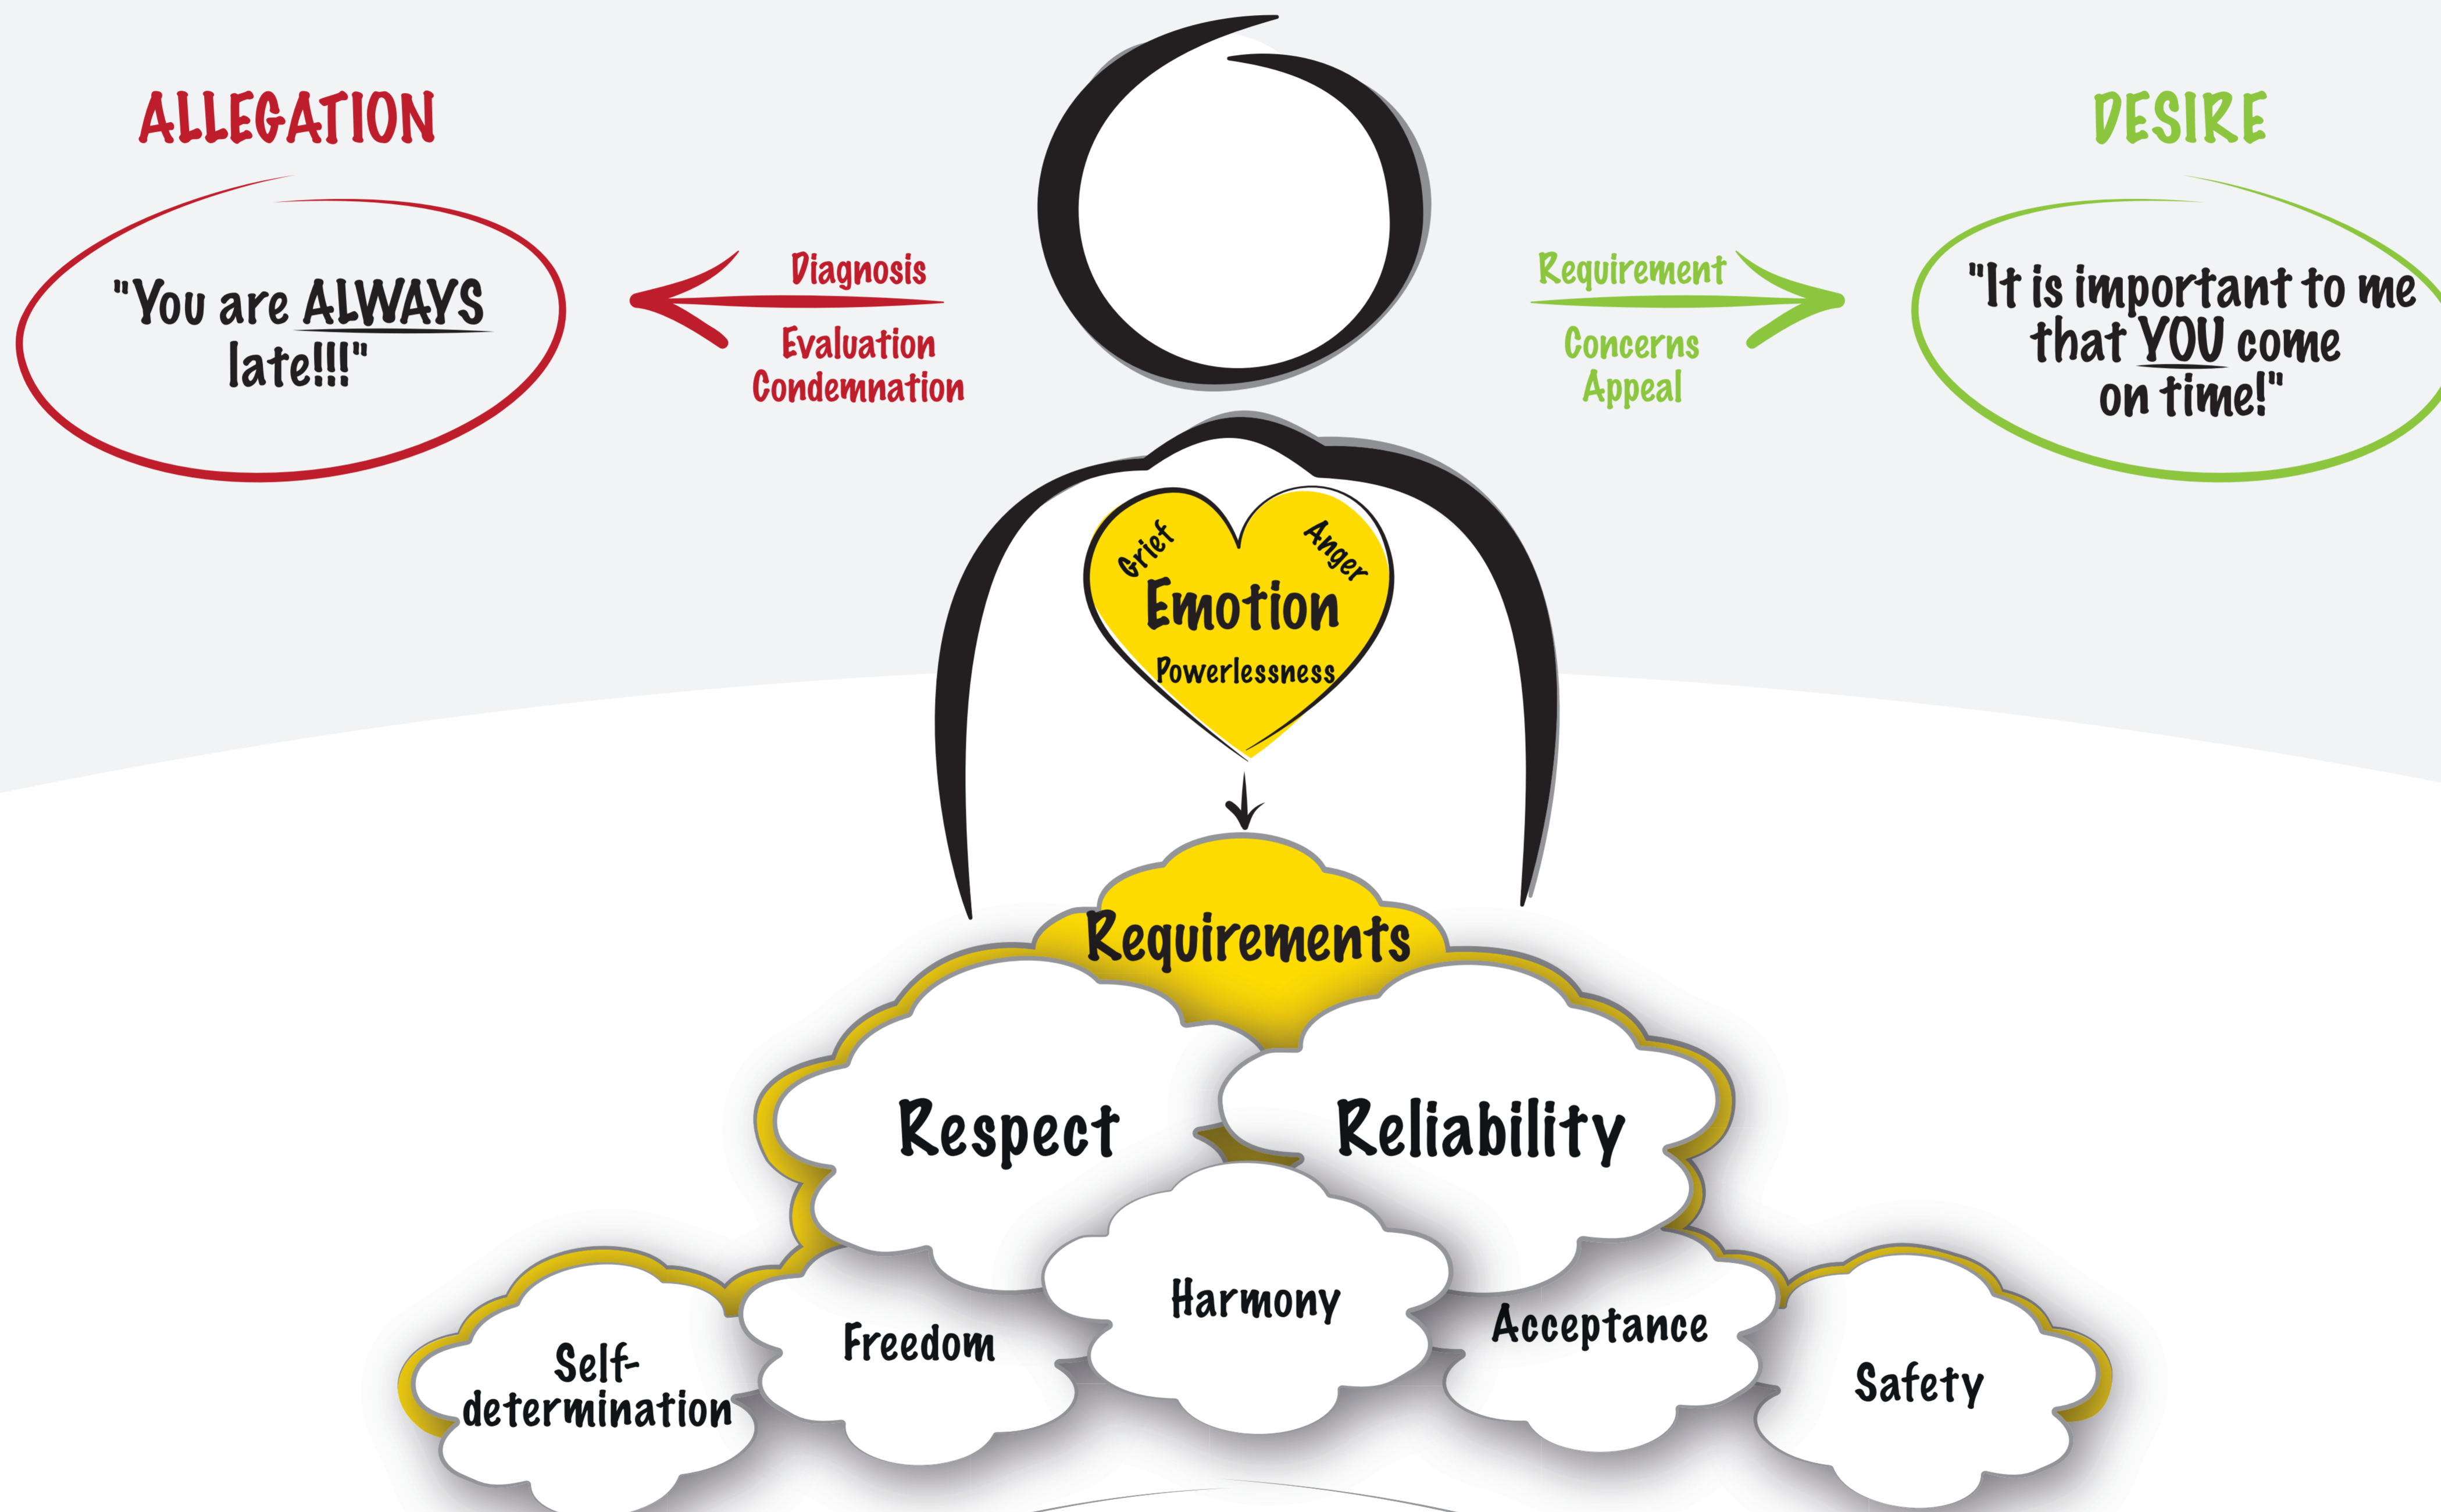 ALLEGATION
"You are ALWAYS
late!!!"
Diagnosis
Evaluation
Condemnation
DESIRE
Requirement
Concerns
Appeal
"It is important to me
that YOU come
on time!"
Grief
Anger
Emotion
Powerlessness
Requirements
Respect
Reliability
Harmony
Freedom
Acceptance
Self-
determination
Safety